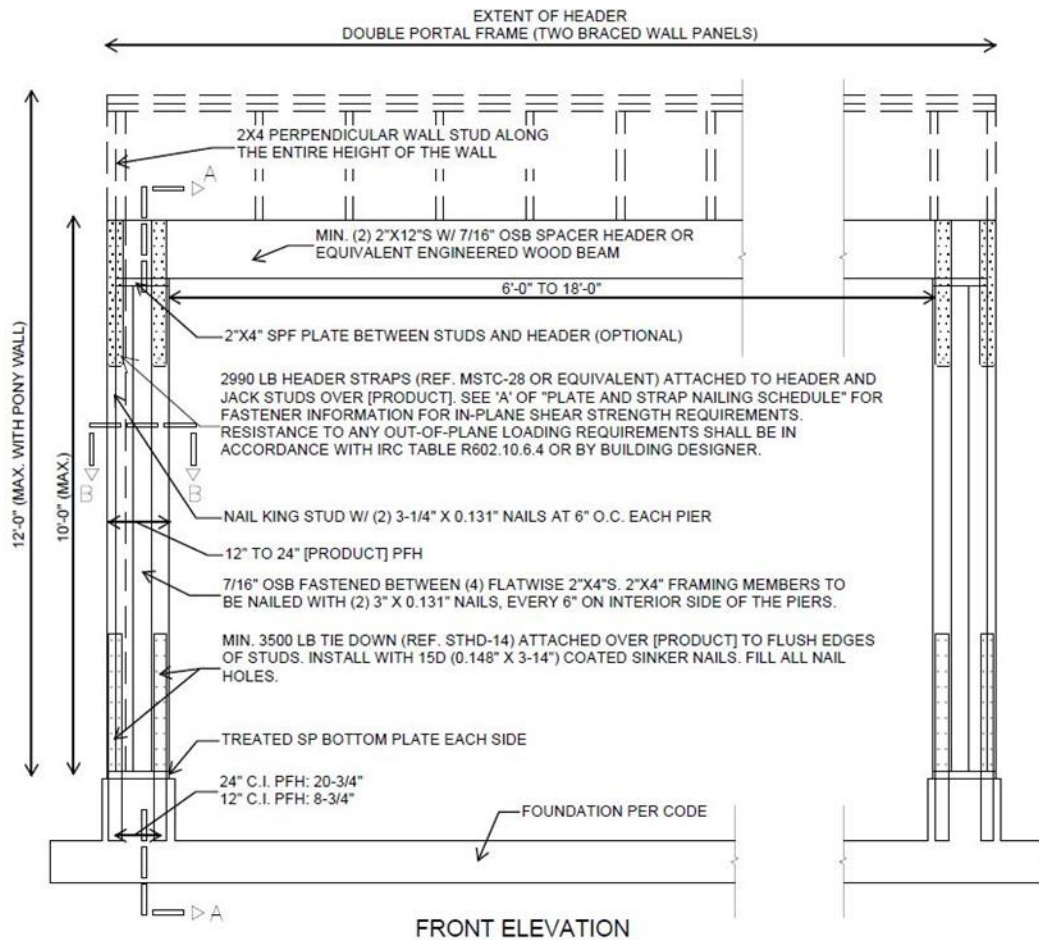 EXTENT OF HEADER
DOUBLE PORTAL FRAME (TWO BRACED WALL PANELS)
2X4 PERPENDICULAR WALL STUD ALONG
THE ENTIRE HEIGHT OF THE WALL
A
MIN. (2) 2"X12"S W/ 7/16" OSB SPACER HEADER OR
EQUIVALENT ENGINEERED WOOD BEAM
6'-0" TO 18'-0"
2"X4" SPF PLATE BETWEEN STUDS AND HEADER (OPTIONAL)
2990 LB HEADER STRAPS (REF. MSTC-28 OR EQUIVALENT) ATTACHED TO HEADER AND
JACK STUDS OVER [PRODUCT]. SEE 'A' OF "PLATE AND STRAP NAILING SCHEDULE" FOR
FASTENER INFORMATION FOR IN-PLANE SHEAR STRENGTH REQUIREMENTS.
RESISTANCE TO ANY OUT-OF-PLANE LOADING REQUIREMENTS SHALL BE IN
ACCORDANCE WITH IRC TABLE R602.10.6.4 OR BY BUILDING DESIGNER.
B
B
12'-0" (MAX. WITH PONY WALL)
10'-0" (MAX.)
NAIL KING STUD W/ (2) 3-1/4" X 0.131" NAILS AT 6" O.C. EACH PIER
12" TO 24" [PRODUCT] PFH
7/16" OSB FASTENED BETWEEN (4) FLATWISE 2"X4"S. 2"X4" FRAMING MEMBERS TO
BE NAILED WITH (2) 3" X 0.131" NAILS, EVERY 6" ON INTERIOR SIDE OF THE PIERS.
MIN. 3500 LB TIE DOWN (REF. STHD-14) ATTACHED OVER [PRODUCT] TO FLUSH EDGES
OF STUDS. INSTALL WITH 15D (0.148" X 3-14") COATED SINKER NAILS. FILL ALL NAIL
HOLES.
TREATED SP BOTTOM PLATE EACH SIDE
24" C.I. PFH: 20-3/4"
12" C.I. PFH: 8-3/4"
FOUNDATION PER CODE
A
FRONT ELEVATION